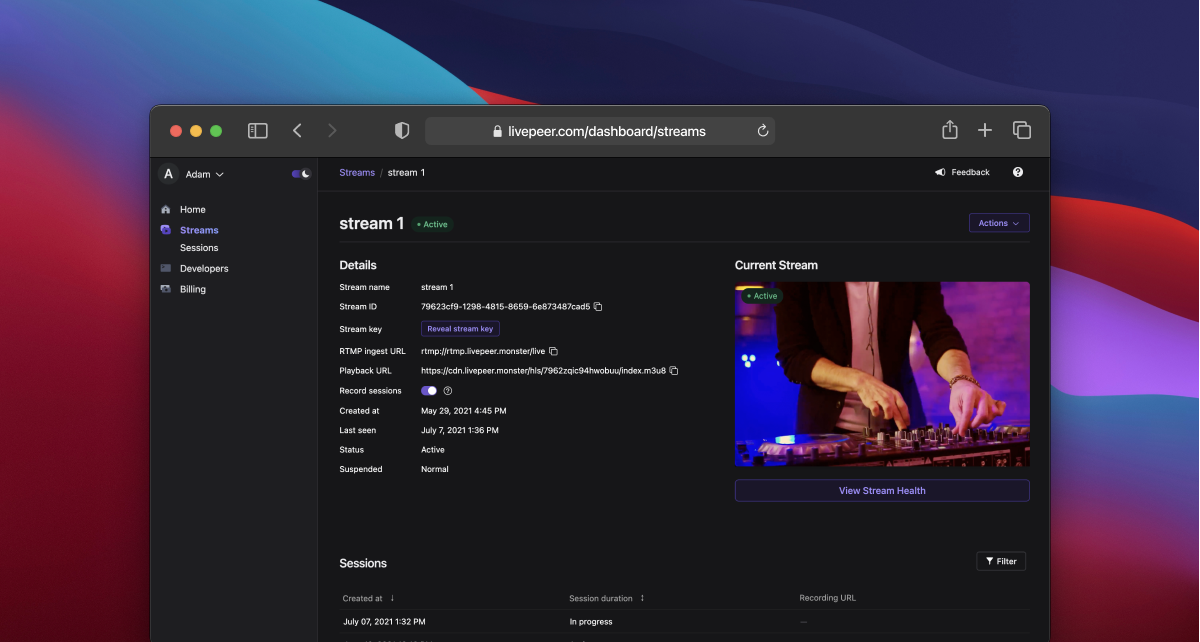 livepeer.com/dashboard/streams
A Adam
Streams / stream 1
Feedback
Home
Streams
Sessions
Developers
Billing
stream 1 • Active
Actions
Details
Stream name stream 1
Stream ID 79623cf9-1298-4815-8659-6e873487cad5
Stream key Reveal stream key
RTMP ingest URL rtmp://rtmp.livepeer.monster/live
Playback URL https://cdn.livepeer.monster/hls/7962zqic94hwobuu/index.m3u8
Record sessions
Created at May 29, 2021 4:45 PM
Last seen July 7, 2021 1:36 PM
Status Active
Suspended Normal
Current Stream
• Active
View Stream Health
Sessions
Filter
Created at ↓ Session duration ↕ Recording URL
July 07, 2021 1:32 PM In progress —